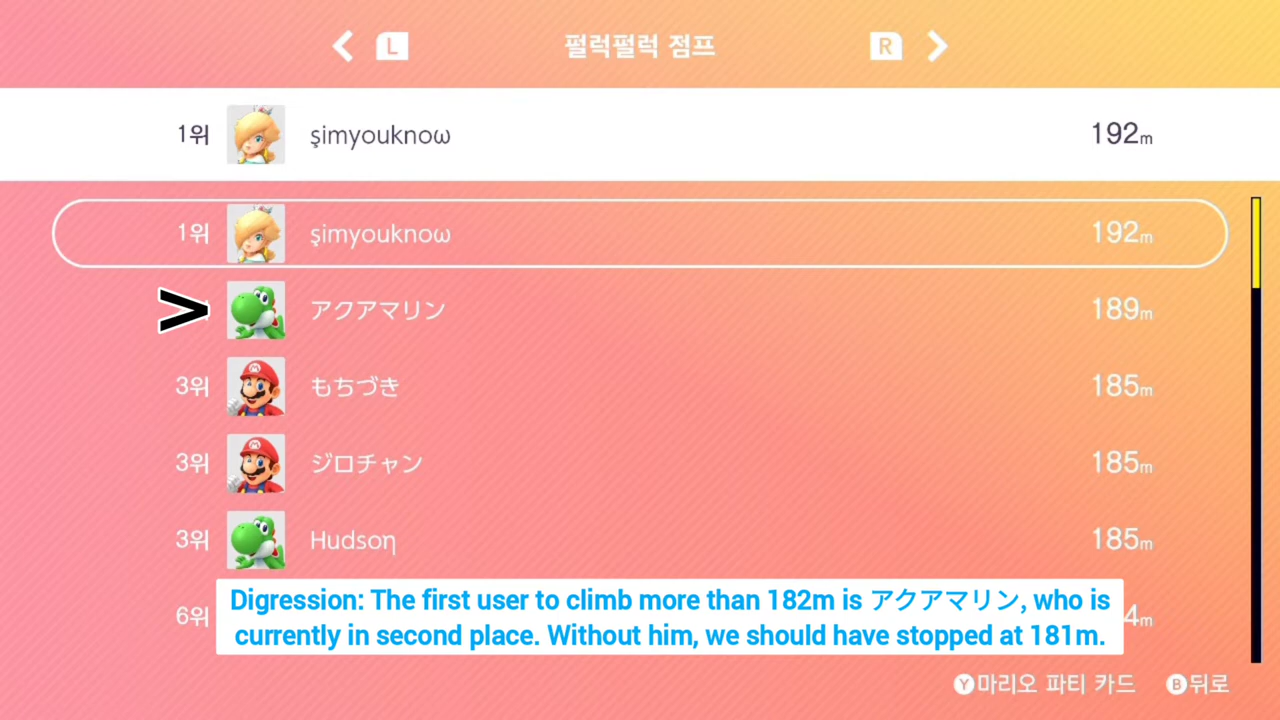 L 펄럭펄럭 점프 R
1위 şimyouknoω 192m
1위 şimyouknoω 192m
> アクアマリン 189m
3위 もちづき 185m
3위 ジロチャン 185m
3위 Hudsoη 185m
6위 4m
Digression: The first user to climb more than 182m is アクアマリン, who is
currently in second place. Without him, we should have stopped at 181m.
Y 마리오 파티 카드 B 뒤로